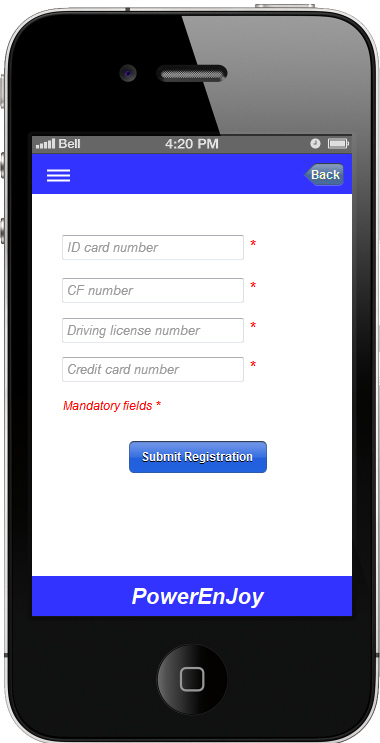 Bell 4:20 PM
Back
ID card number *
CF number *
Driving license number *
Credit card number *
Mandatory fields *
Submit Registration
PowerEnJoy